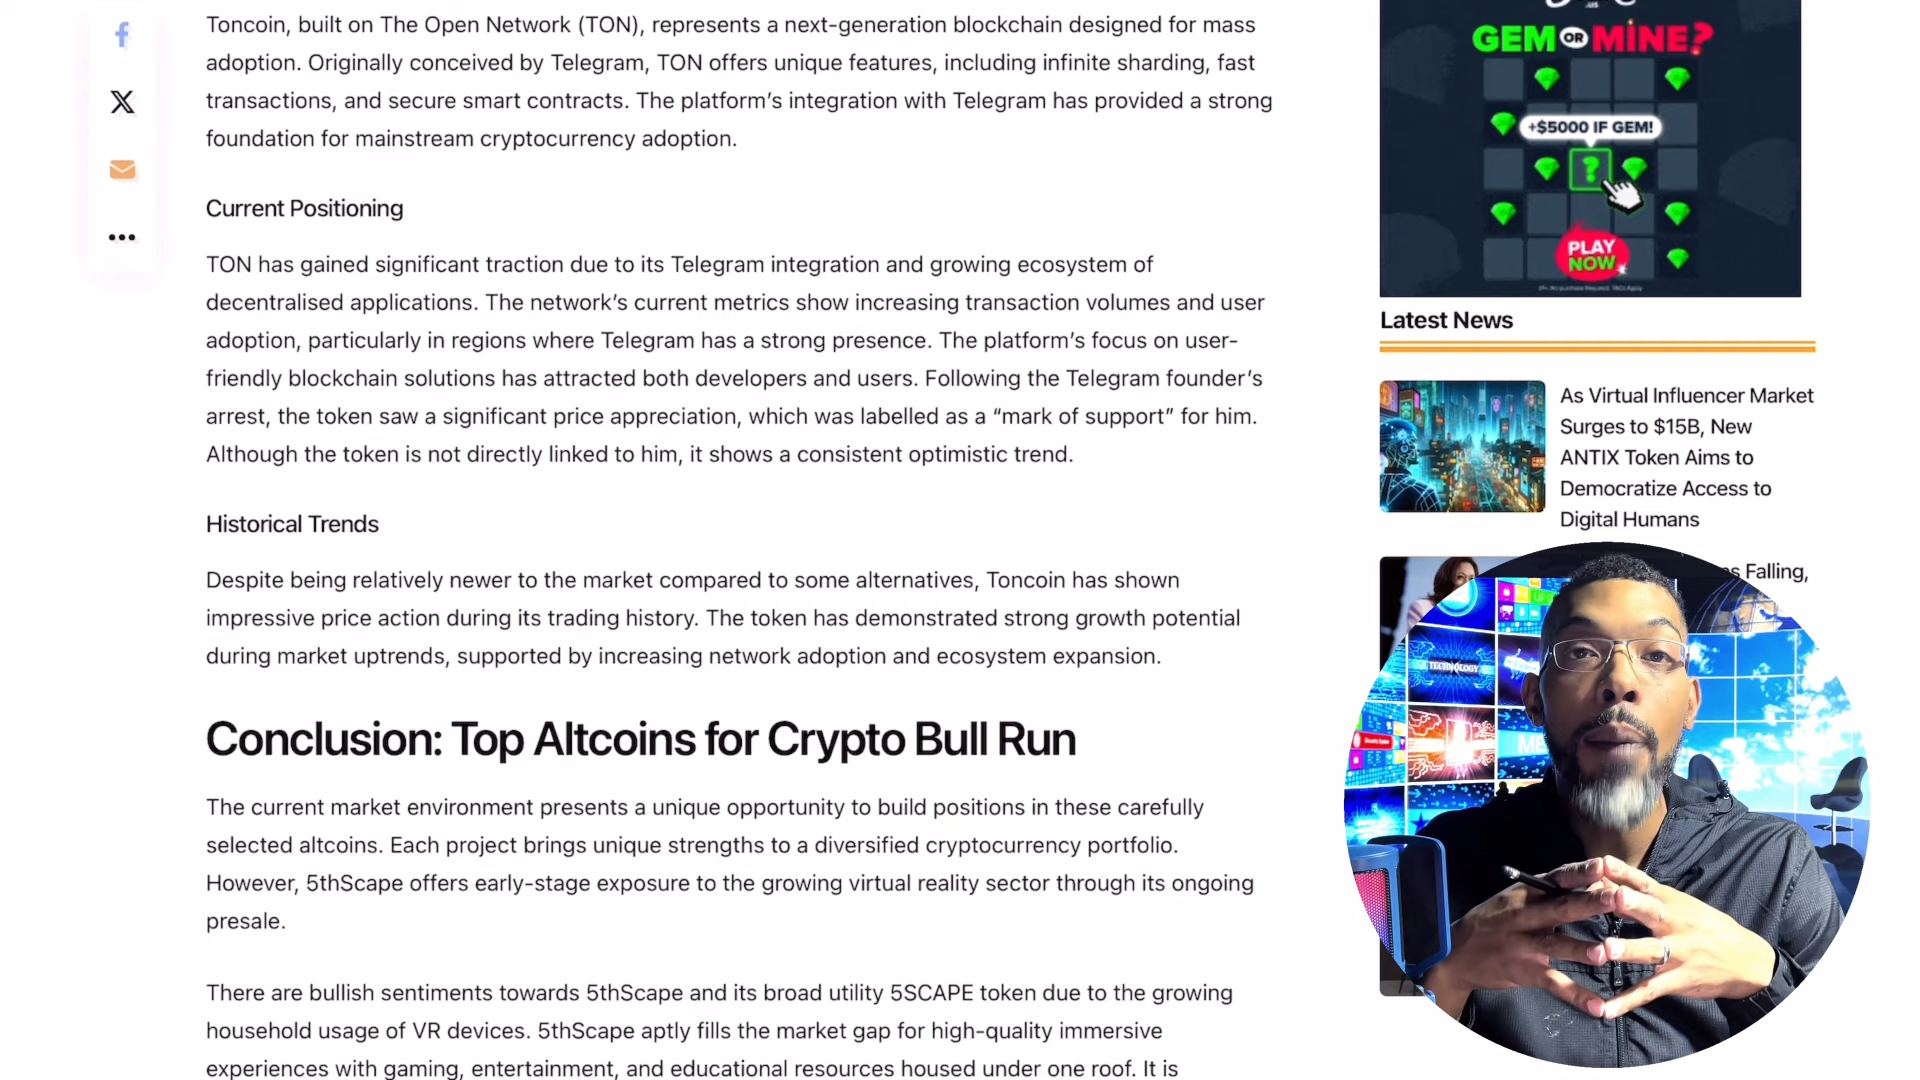 Toncoin, built on The Open Network (TON), represents a next-generation blockchain designed for mass
adoption. Originally conceived by Telegram, TON offers unique features, including infinite sharding, fast
transactions, and secure smart contracts. The platform’s integration with Telegram has provided a strong
foundation for mainstream cryptocurrency adoption.
Current Positioning
TON has gained significant traction due to its Telegram integration and growing ecosystem of
decentralised applications. The network’s current metrics show increasing transaction volumes and user
adoption, particularly in regions where Telegram has a strong presence. The platform’s focus on user-
friendly blockchain solutions has attracted both developers and users. Following the Telegram founder’s
arrest, the token saw a significant price appreciation, which was labelled as a “mark of support” for him.
Although the token is not directly linked to him, it shows a consistent optimistic trend.
Historical Trends
Despite being relatively newer to the market compared to some alternatives, Toncoin has shown
impressive price action during its trading history. The token has demonstrated strong growth potential
during market uptrends, supported by increasing network adoption and ecosystem expansion.
Conclusion: Top Altcoins for Crypto Bull Run
The current market environment presents a unique opportunity to build positions in these carefully
selected altcoins. Each project brings unique strengths to a diversified cryptocurrency portfolio.
However, 5thScape offers early-stage exposure to the growing virtual reality sector through its ongoing
presale.
There are bullish sentiments towards 5thScape and its broad utility 5SCAPE token due to the growing
household usage of VR devices. 5thScape aptly fills the market gap for high-quality immersive
experiences with gaming, entertainment, and educational resources housed under one roof. It is
GEM OR MINE?
+$5000 IF GEM!
?
PLAY
NOW
Latest News
As Virtual Influencer Market
Surges to $15B, New
ANTIX Token Aims to
Democratize Access to
Digital Humans
Falling,
TECHNOLOGY